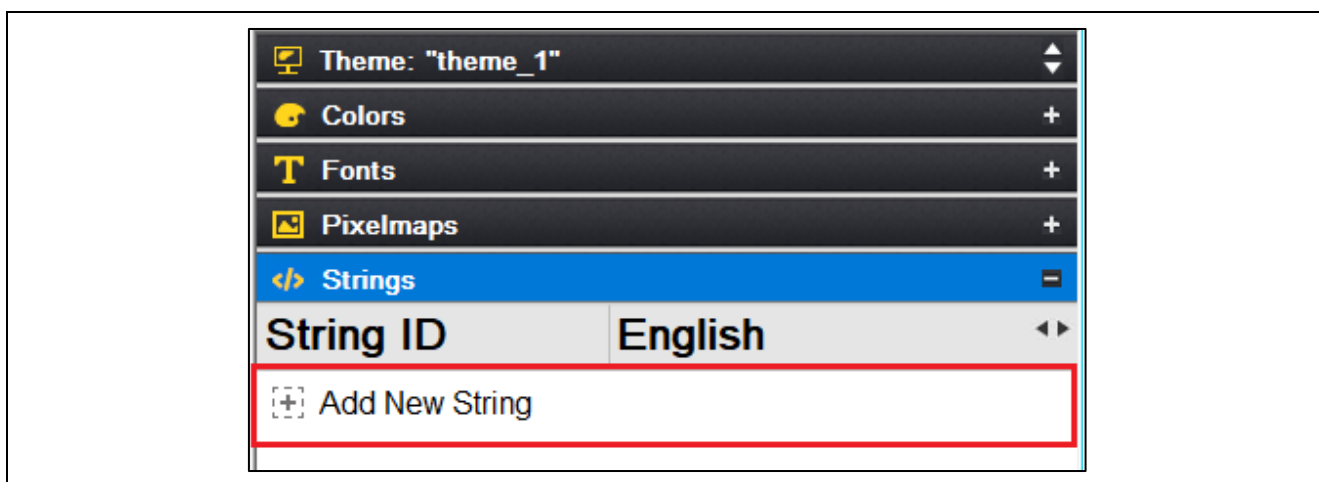 Theme: "theme_1"
Colors
Fonts
Pixelmaps
Strings
String ID English
Add New String